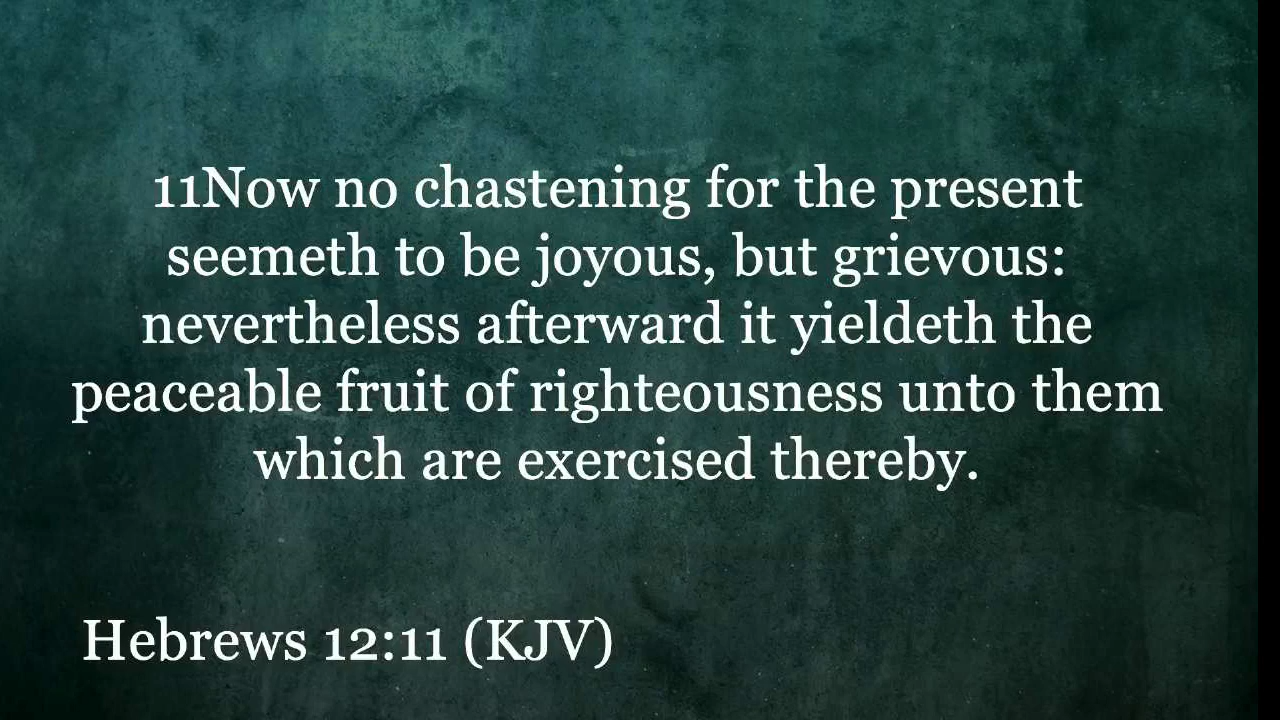 11Now no chastening for the present
seemeth to be joyous, but grievous:
nevertheless afterward it yieldeth the
peaceable fruit of righteousness unto them
which are exercised thereby.
Hebrews 12:11 (KJV)